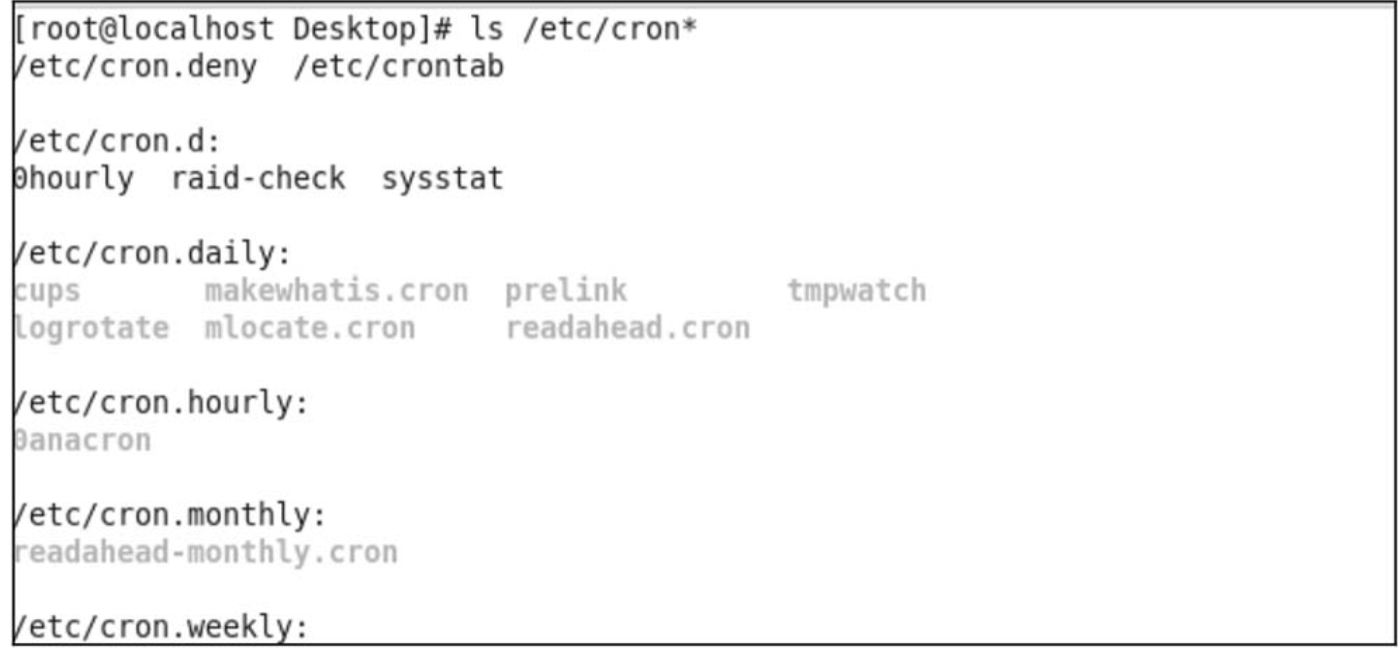 [root@localhost Desktop]# ls /etc/cron*
/etc/cron.deny  /etc/crontab

/etc/cron.d:
0hourly  raid-check  sysstat

/etc/cron.daily:
cups       makewhatis.cron  prelink         tmpwatch
logrotate  mlocate.cron     readahead.cron

/etc/cron.hourly:
0anacron

/etc/cron.monthly:
readahead-monthly.cron

/etc/cron.weekly: